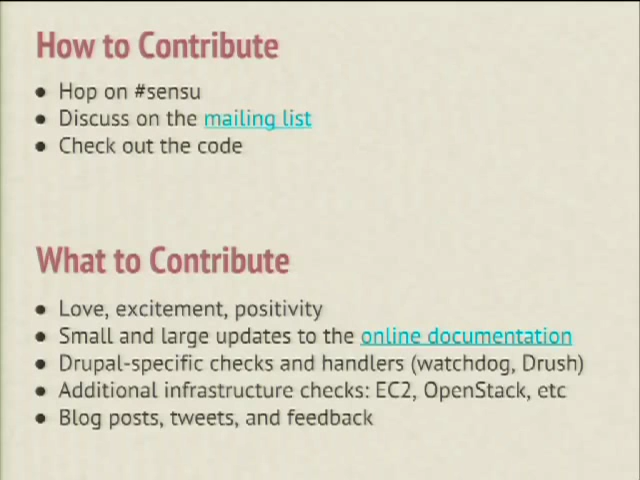 How to Contribute
● Hop on #sensu
● Discuss on the mailing list
● Check out the code
What to Contribute
● Love, excitement, positivity
● Small and large updates to the online documentation
● Drupal-specific checks and handlers (watchdog, Drush)
● Additional infrastructure checks: EC2, OpenStack, etc
● Blog posts, tweets, and feedback